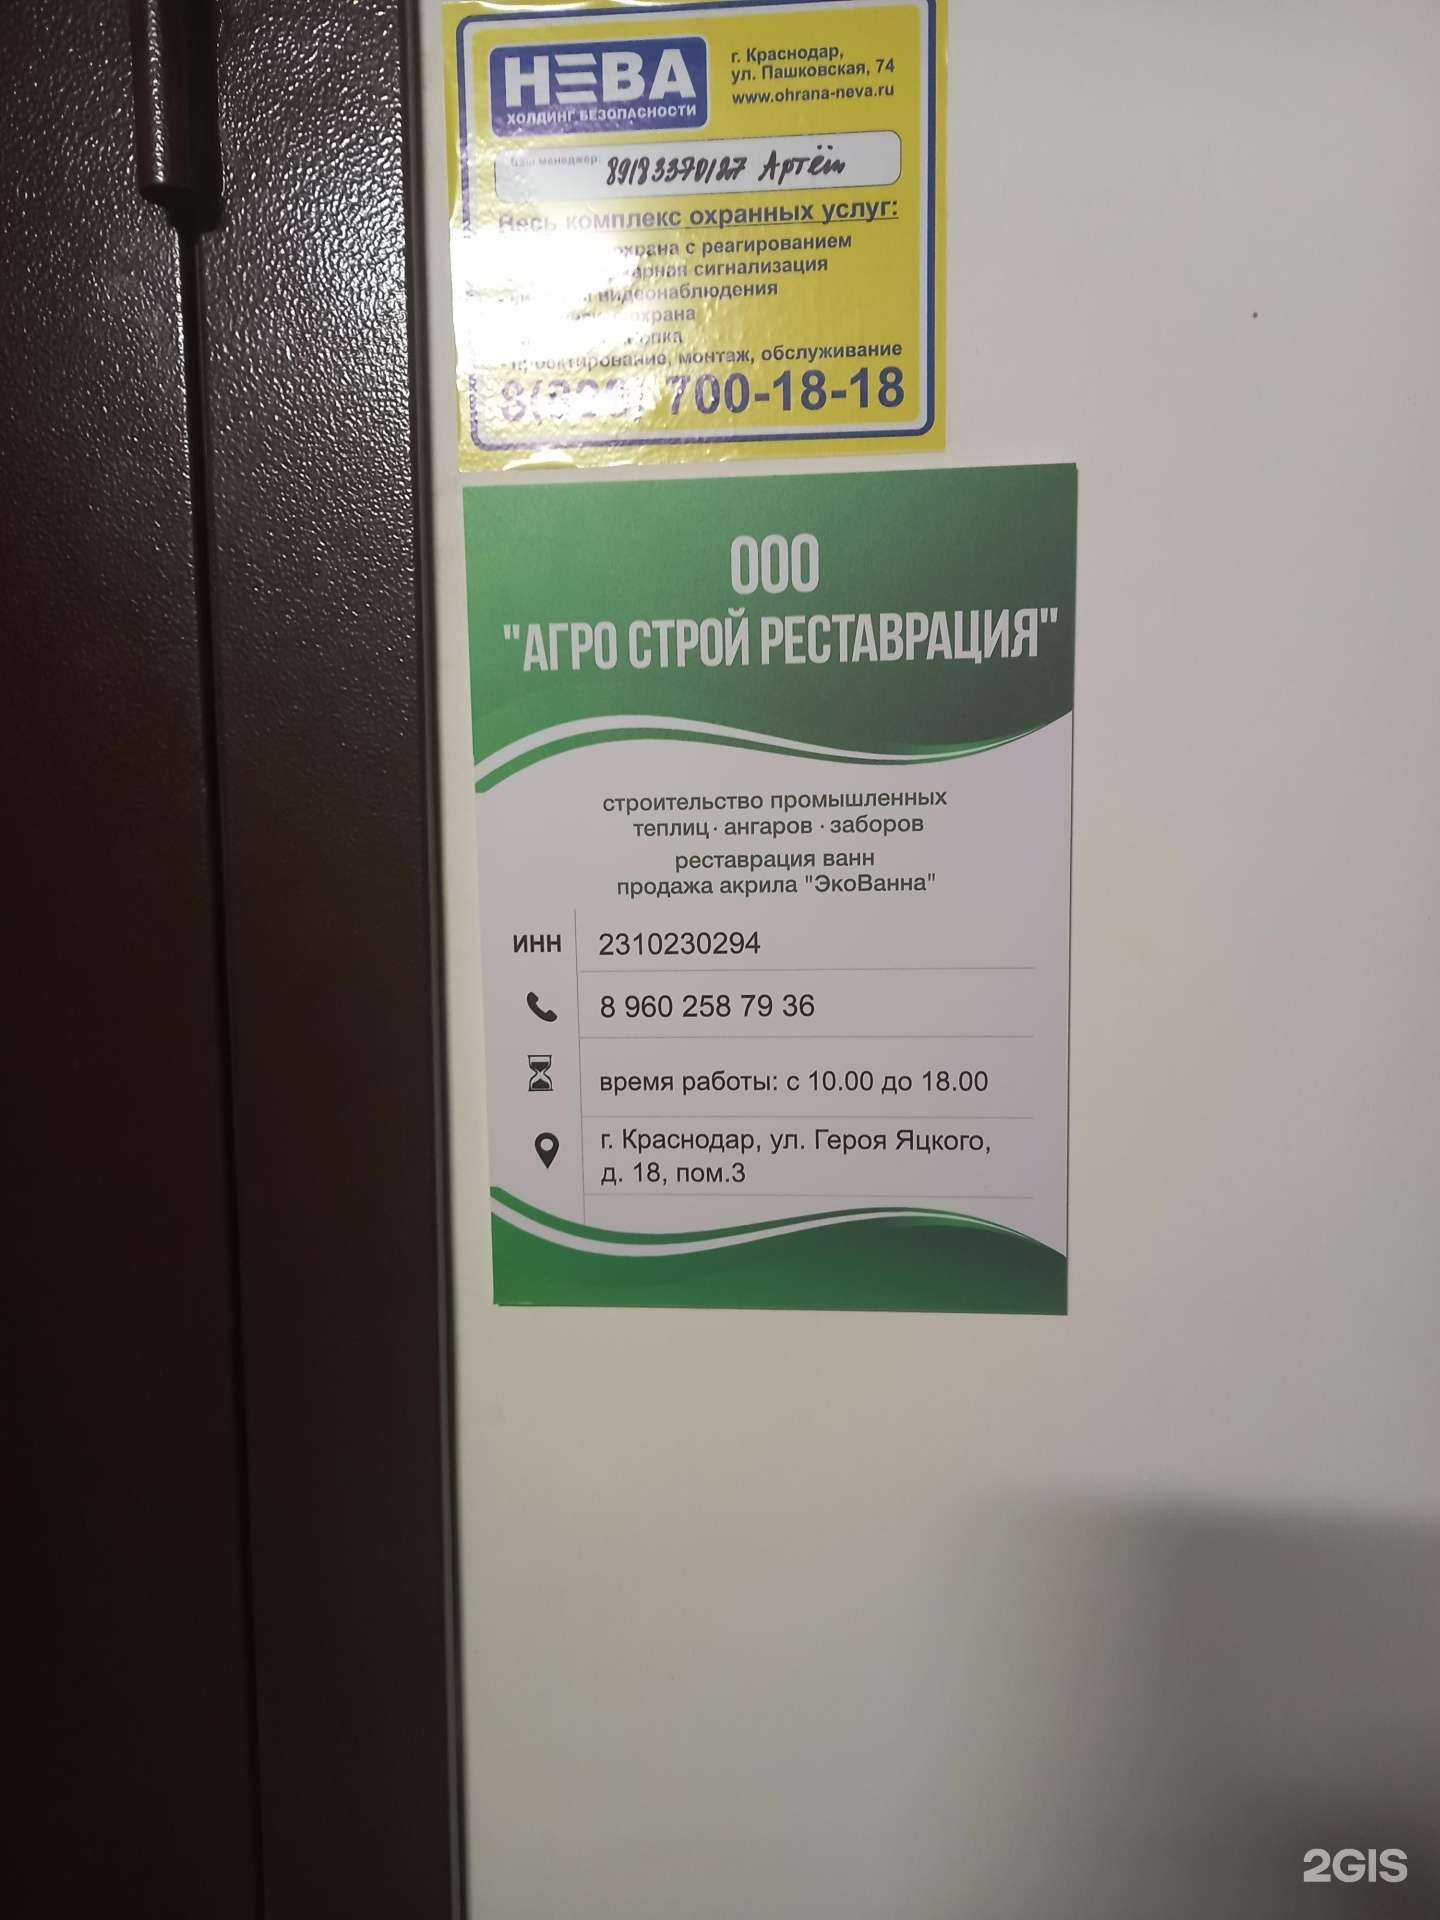 НЕВА
ХОЛДИНГ БЕЗОПАСНОСТИ
г. Краснодар,
ул. Пашковская, 74
www.ohrana-neva.ru
Ваш менеджер: Артём
Весь комплекс охранных услуг:
охрана с реагированием
сигнализация
видеонаблюдения
охрана
монтаж, обслуживание
700-18-18
ООО
"АГРО СТРОЙ РЕСТАВРАЦИЯ"
строительство промышленных
теплиц · ангаров · заборов
реставрация ванн
продажа акрила "ЭкоВанна"
ИНН 2310230294
8 960 258 79 36
время работы: с 10.00 до 18.00
г. Краснодар, ул. Героя Яцкого,
д. 18, пом.3
2GIS